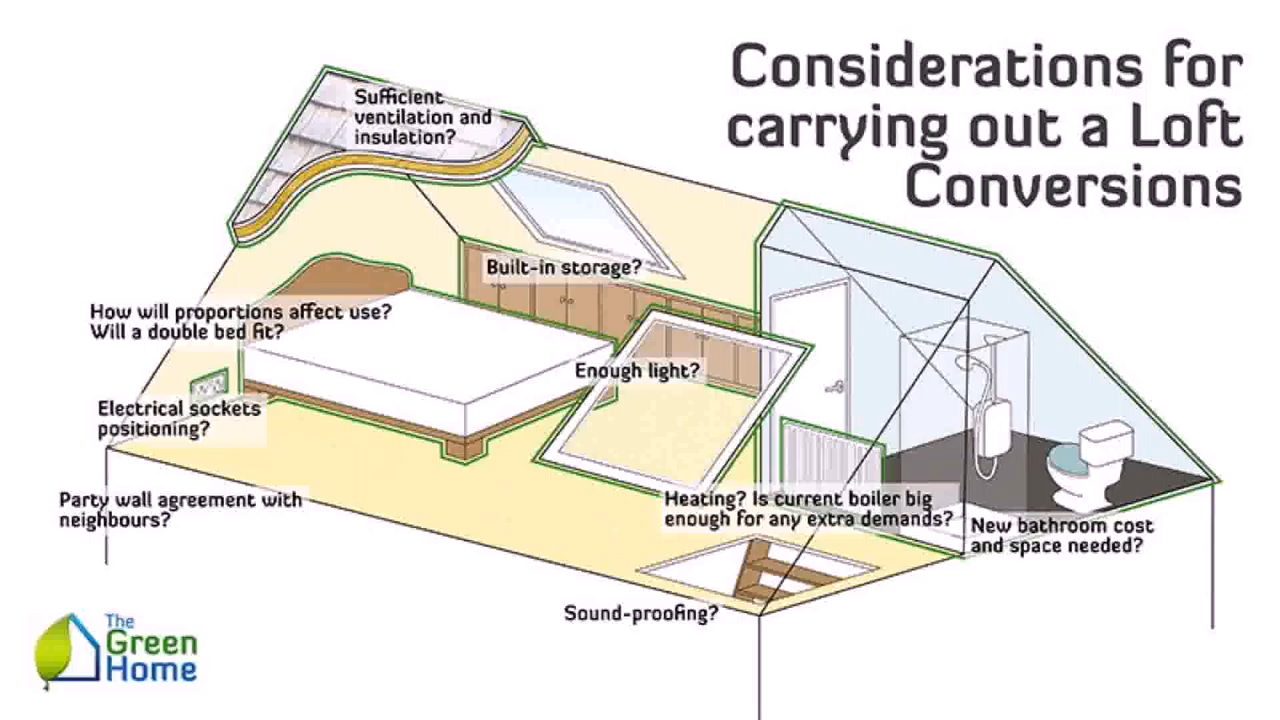 Considerations for
carrying out a Loft
Conversions
Sufficient
ventilation and
insulation?
Built-in storage?
How will proportions affect use?
Will a double bed fit?
Enough light?
Electrical sockets
positioning?
Party wall agreement with
neighbours?
Heating? Is current boiler big
enough for any extra demands?
New bathroom cost
and space needed?
Sound-proofing?
The
Green
Home